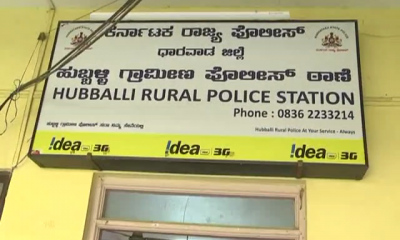 ಕರ್ನಾಟಕ ರಾಜ್ಯ ಪೊಲೀಸ್
ಧಾರವಾಡ ಜಿಲ್ಲೆ
ಹುಬ್ಬಳ್ಳಿ ಗ್ರಾಮೀಣ ಪೊಲೀಸ್ ಠಾಣೆ
HUBBALLI RURAL POLICE STATION
Phone : 0836 2233214
ಹುಬ್ಬಳ್ಳಿ ಗ್ರಾಮೀಣ ಪೊಲೀಸ್
Hubballi Rural Police At Your Service - Always
!dea 3G !dea 3G !dea 3G